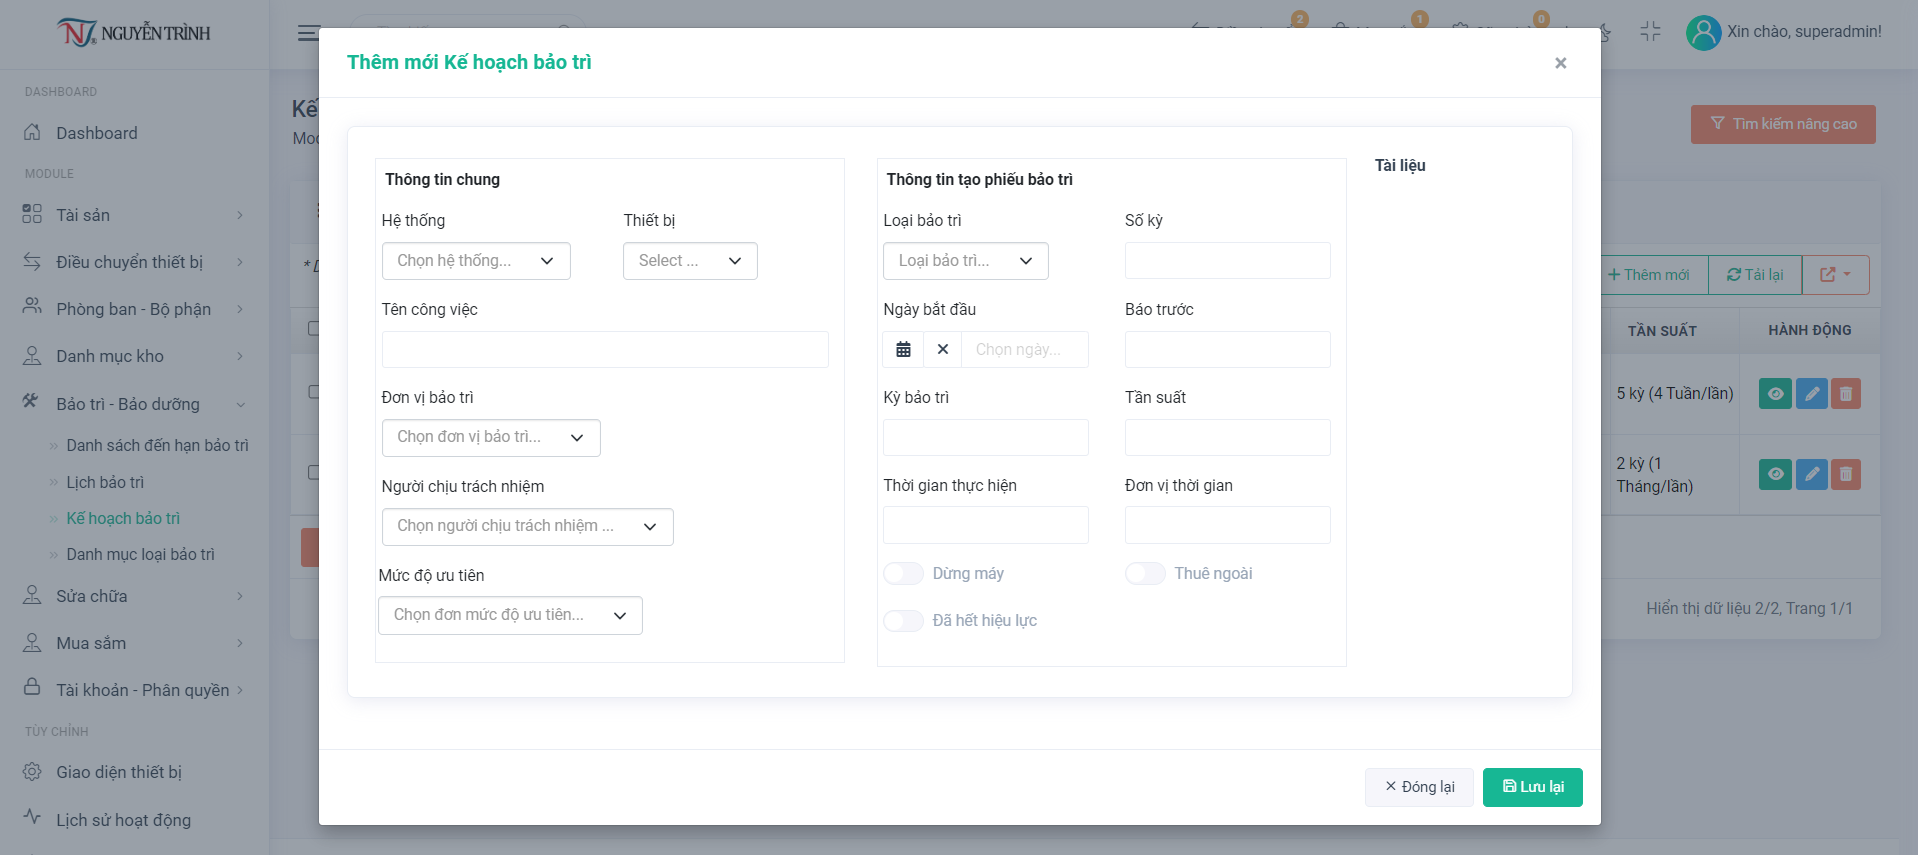 NGUYỄN TRÌNH
2
1
0
Xin chào, superadmin!
DASHBOARD
Dashboard
MODULE
Tài sản
Điều chuyển thiết bị
Phòng ban - Bộ phận
Danh mục kho
Bảo trì - Bảo dưỡng
Danh sách đến hạn bảo trì
Lịch bảo trì
Kế hoạch bảo trì
Danh mục loại bảo trì
Sửa chữa
Mua sắm
Tài khoản - Phân quyền
TÙY CHỈNH
Giao diện thiết bị
Lịch sử hoạt động
Kế
Tìm kiếm nâng cao
Thêm mới
Tải lại
TẦN SUẤT
HÀNH ĐỘNG
5 kỳ (4 Tuần/lần)
2 kỳ (1
Tháng/lần)
Hiển thị dữ liệu 2/2, Trang 1/1
Thêm mới Kế hoạch bảo trì
×
Thông tin chung
Hệ thống
Thiết bị
Chọn hệ thống...
Select ...
Tên công việc
Đơn vị bảo trì
Chọn đơn vị bảo trì...
Người chịu trách nhiệm
Chọn người chịu trách nhiệm ...
Mức độ ưu tiên
Chọn đơn mức độ ưu tiên...
Thông tin tạo phiếu bảo trì
Loại bảo trì
Số kỳ
Loại bảo trì...
Ngày bắt đầu
Báo trước
Chọn ngày...
Kỳ bảo trì
Tần suất
Thời gian thực hiện
Đơn vị thời gian
Dừng máy
Thuê ngoài
Đã hết hiệu lực
Tài liệu
Đóng lại
Lưu lại